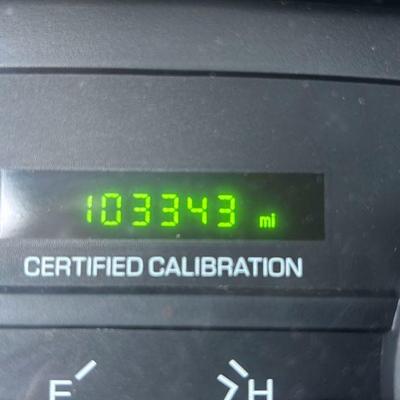 103343 mi
CERTIFIED CALIBRATION
F H